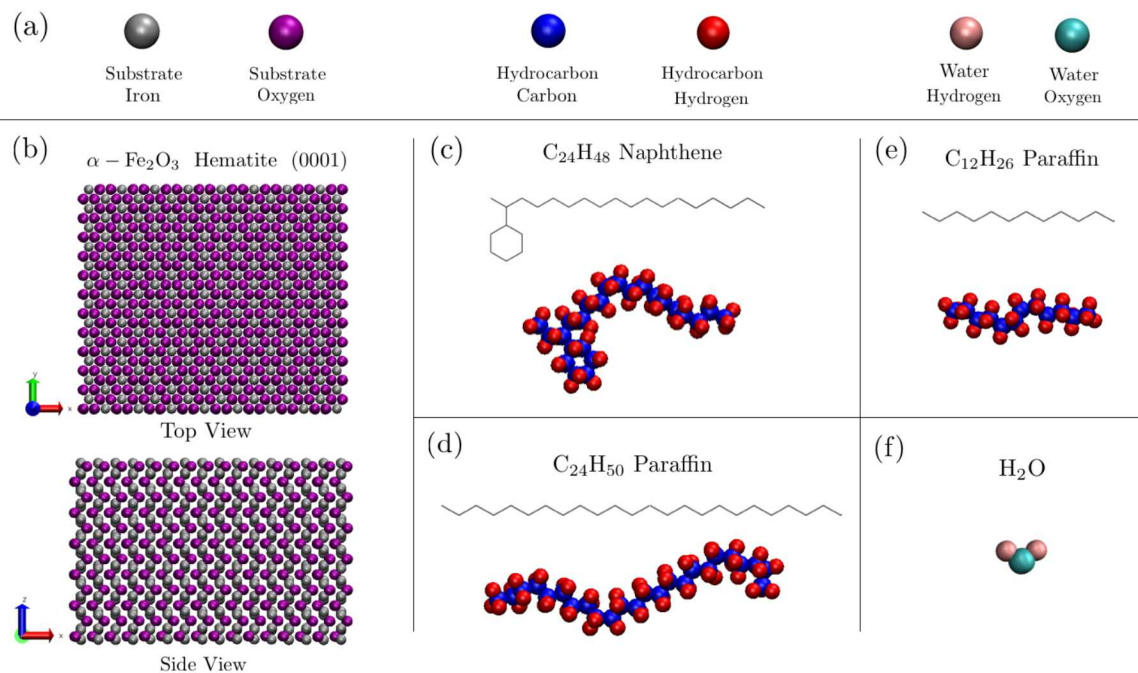 (a)
Substrate
Iron
Substrate
Oxygen
Hydrocarbon
Carbon
Hydrocarbon
Hydrogen
Water
Hydrogen
Water
Oxygen
(b)
α − Fe₂O₃ Hematite (0001)
y
x
Top View
z
x
Side View
(c)
C₂₄H₄₈ Naphthene
(d)
C₂₄H₅₀ Paraffin
(e)
C₁₂H₂₆ Paraffin
(f)
H₂O